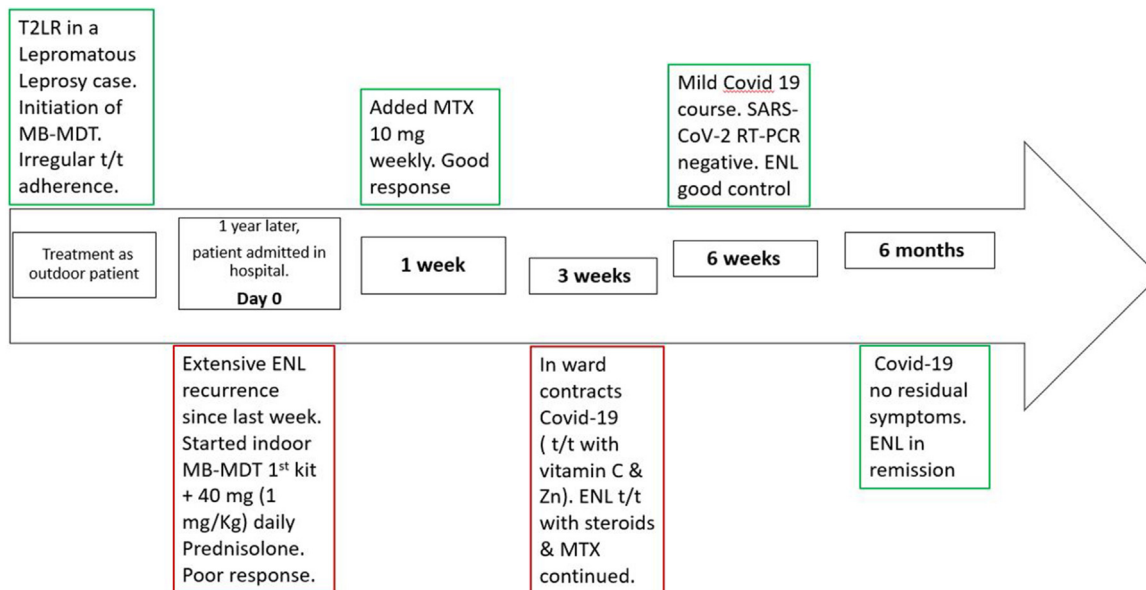 T2LR in a
Lepromatous
Leprosy case.
Initiation of
MB-MDT.
Irregular t/t
adherence.
Treatment as
outdoor patient
1 year later,
patient admitted in
hospital.
Day 0
Extensive ENL
recurrence
since last week.
Started indoor
MB-MDT 1st kit
+ 40 mg (1
mg/Kg) daily
Prednisolone.
Poor response.
Added MTX
10 mg
weekly. Good
response
1 week
3 weeks
In ward
contracts
Covid-19
( t/t with
vitamin C &
Zn). ENL t/t
with steroids
& MTX
continued.
Mild Covid 19
course. SARS-
CoV-2 RT-PCR
negative. ENL
good control
6 weeks
6 months
Covid-19
no residual
symptoms.
ENL in
remission